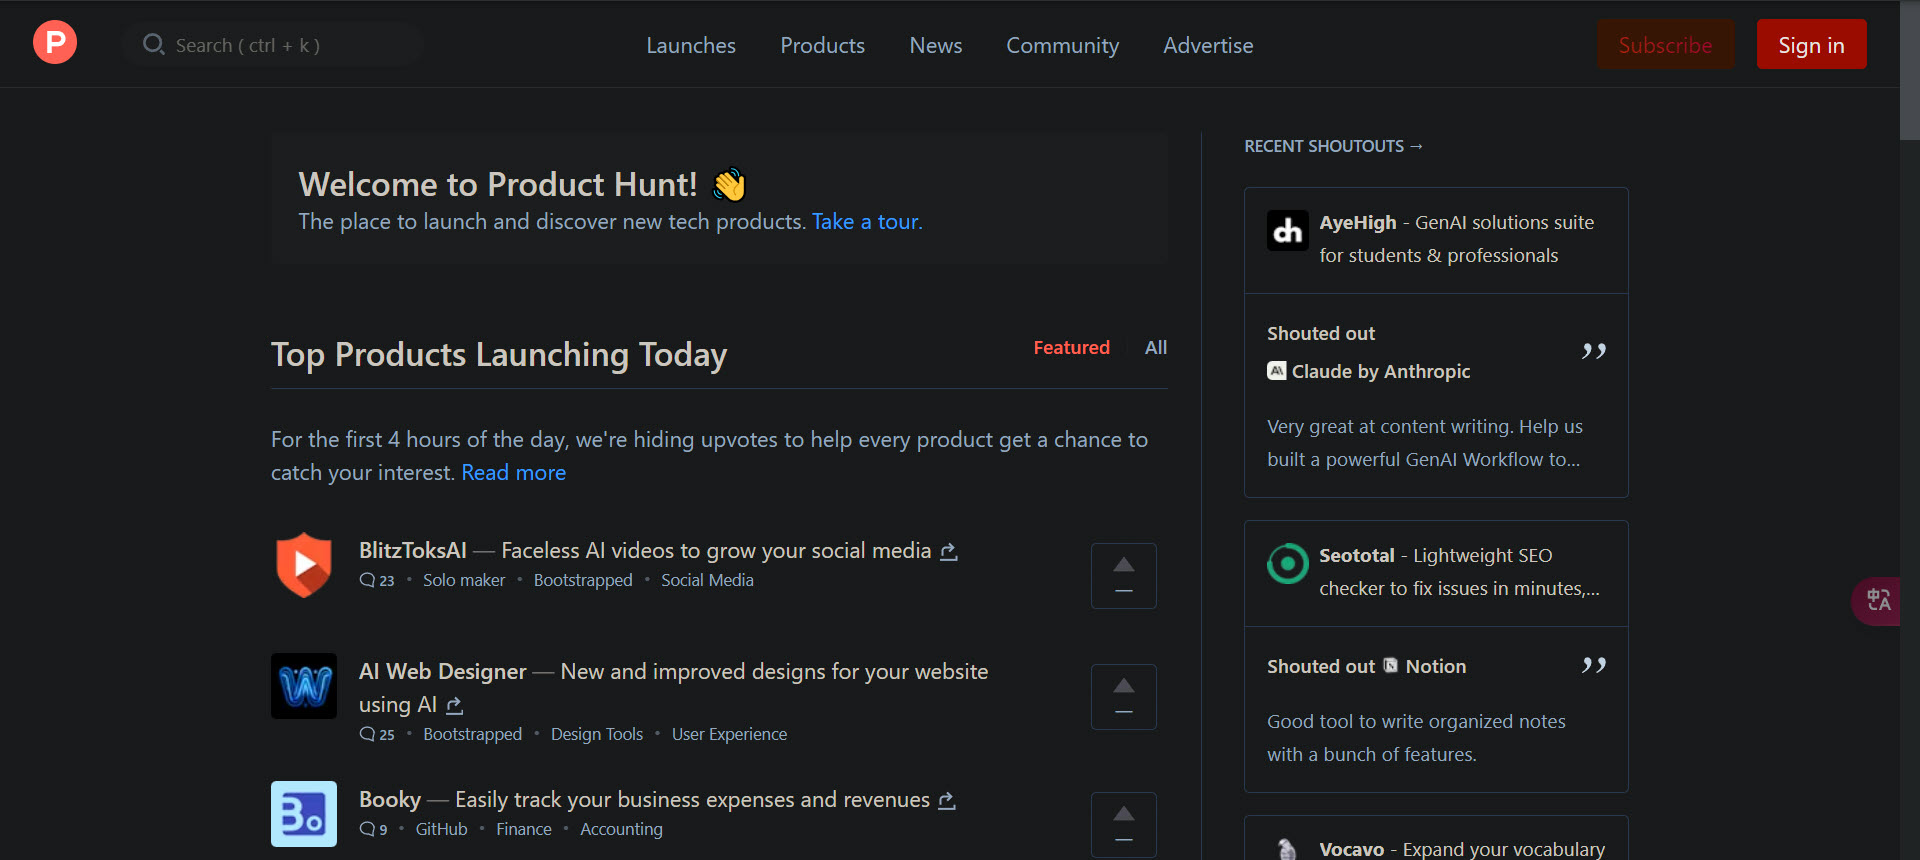 P
Search ( ctrl + k )
Launches
Products
News
Community
Advertise
Subscribe
Sign in
Welcome to Product Hunt! 👋
The place to launch and discover new tech products. Take a tour.
Top Products Launching Today
Featured
All
For the first 4 hours of the day, we're hiding upvotes to help every product get a chance to
catch your interest. Read more
BlitzToksAI — Faceless AI videos to grow your social media
23 • Solo maker • Bootstrapped • Social Media
—
AI Web Designer — New and improved designs for your website
using AI
25 • Bootstrapped • Design Tools • User Experience
—
Booky — Easily track your business expenses and revenues
9 • GitHub • Finance • Accounting
—
RECENT SHOUTOUTS →
AyeHigh - GenAI solutions suite
for students & professionals
Shouted out
Claude by Anthropic
”
Very great at content writing. Help us
built a powerful GenAI Workflow to...
Seototal - Lightweight SEO
checker to fix issues in minutes,...
Shouted out Notion
”
Good tool to write organized notes
with a bunch of features.
Vocavo - Expand your vocabulary
中A